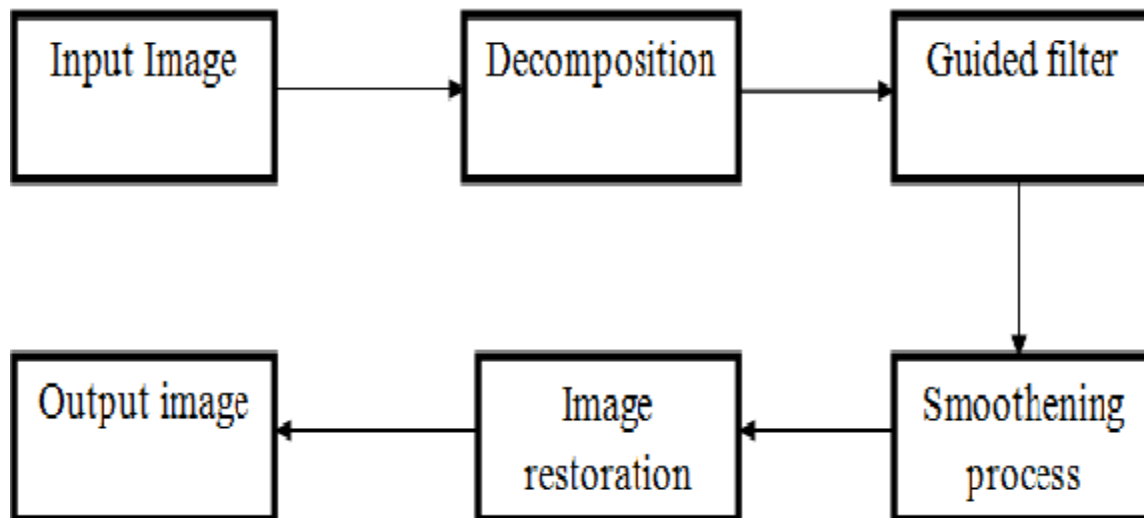 Input Image
Decomposition
Guided filter
Smoothening
process
Image
restoration
Output image